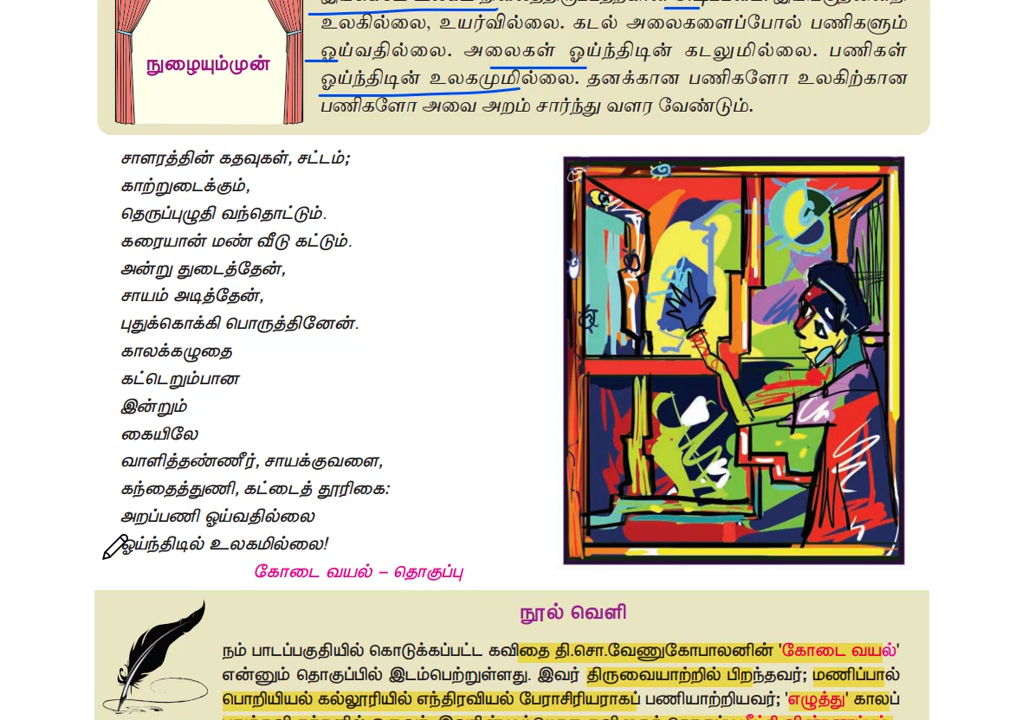 உலகில்லை, உயர்வில்லை. கடல் அலைகளைப்போல் பணிகளும்
ஓய்வதில்லை. அலைகள் ஓய்ந்திடின் கடலுமில்லை. பணிகள்
நுழையும்முன்
ஓய்ந்திடின் உலகமுமில்லை. தனக்கான பணிகளோ உலகிற்கான
பணிகளோ அவை அறம் சார்ந்து வளர வேண்டும்.
சாளரத்தின் கதவுகள், சட்டம்;
காற்றுடைக்கும்,
தெருப்புழுதி வந்தொட்டும்.
கரையான் மண் வீடு கட்டும்.
அன்று துடைத்தேன்,
சாயம் அடித்தேன்,
புதுக்கொக்கி பொருத்தினேன்.
காலக்கழுதை
கட்டெறும்பான
இன்றும்
கையிலே
வாளித்தண்ணீர், சாயக்குவளை,
கந்தைத்துணி, கட்டைத் தூரிகை:
அறப்பணி ஓய்வதில்லை
ஓய்ந்திடில் உலகமில்லை!
கோடை வயல் – தொகுப்பு
நூல் வெளி
நம் பாடப்பகுதியில் கொடுக்கப்பட்ட கவிதை தி.சொ.வேணுகோபாலனின் 'கோடை வயல்'
என்னும் தொகுப்பில் இடம்பெற்றுள்ளது. இவர் திருவையாற்றில் பிறந்தவர்; மணிப்பால்
பொறியியல் கல்லூரியில் எந்திரவியல் பேராசிரியராகப் பணியாற்றியவர்; 'எழுத்து' காலப்